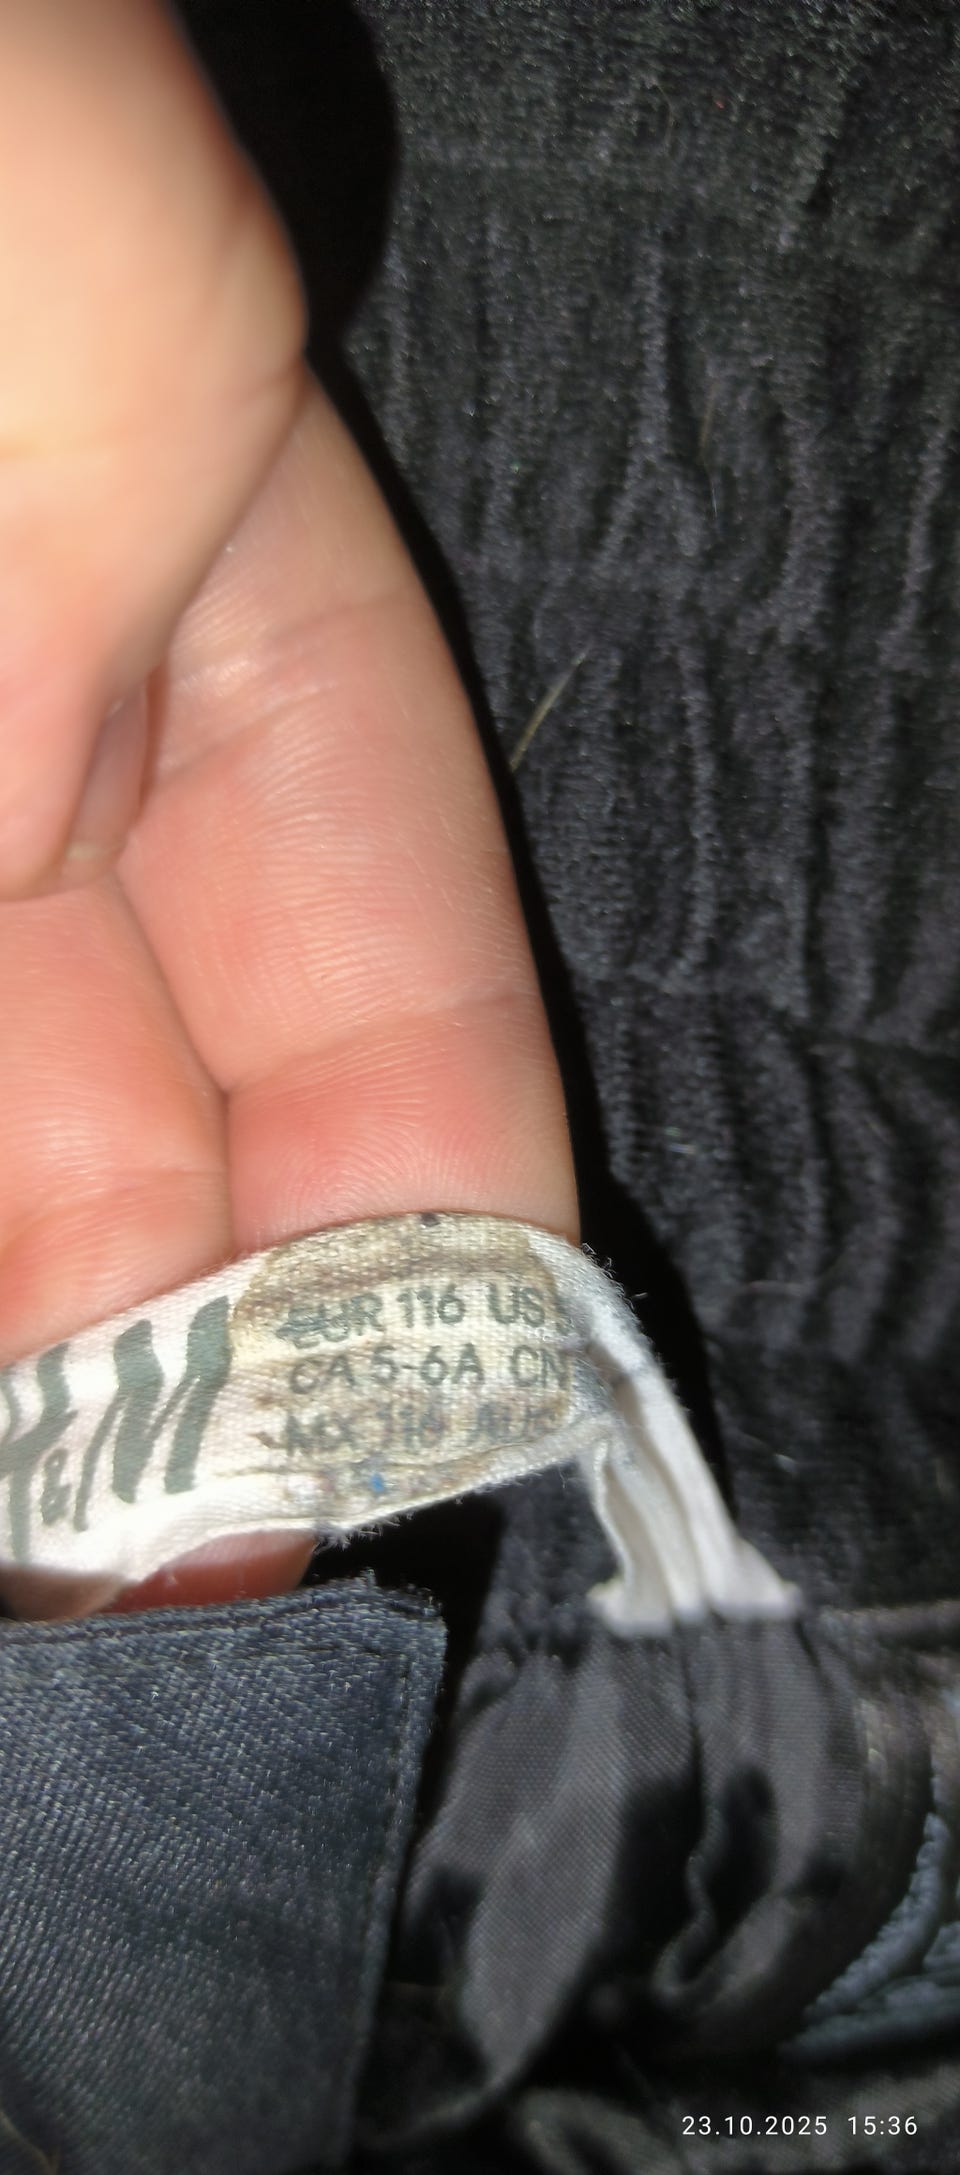 H&M
EUR 116 US
CA 5-6A CN
MX 116
23.10.2025 15:36